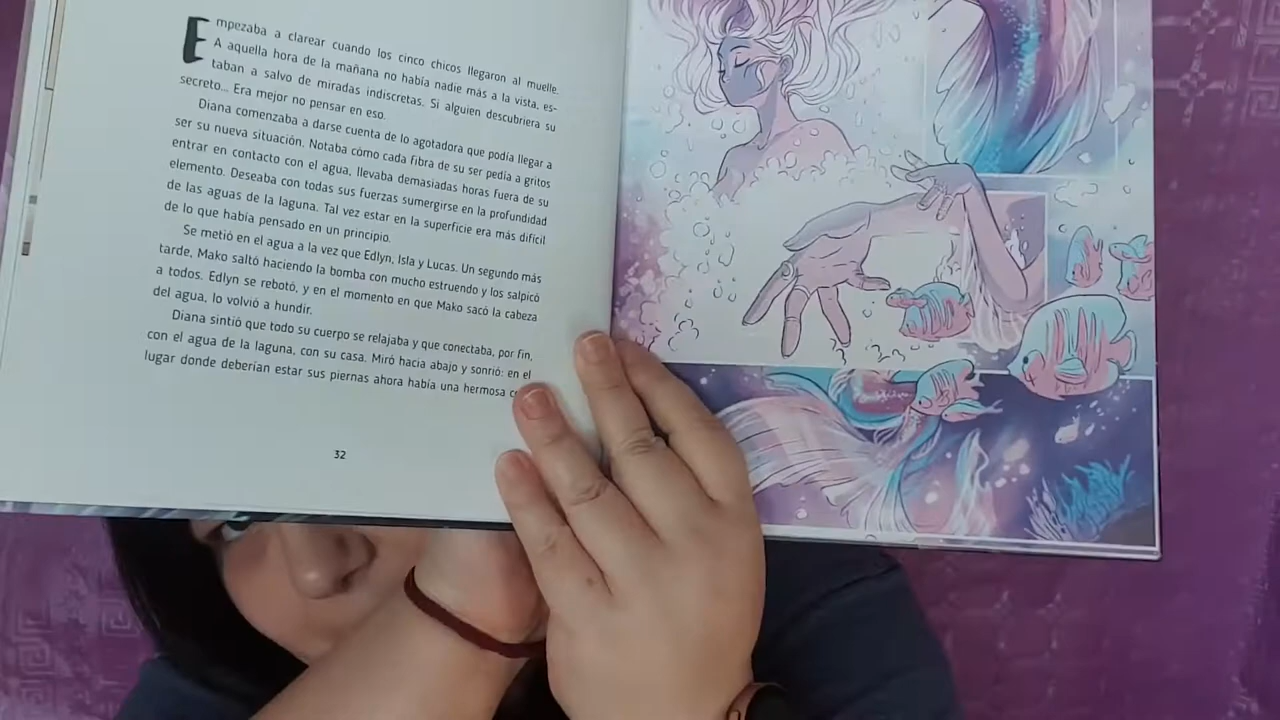 Empezaba a clarear cuando los cinco chicos llegaron al muelle.
A aquella hora de la mañana no había nadie más a la vista, es-
taban a salvo de miradas indiscretas. Si alguien descubriera su
secreto... Era mejor no pensar en eso.
Diana comenzaba a darse cuenta de lo agotadora que podía llegar a
ser su nueva situación. Notaba cómo cada fibra de su ser pedía a gritos
entrar en contacto con el agua, llevaba demasiadas horas fuera de su
elemento. Deseaba con todas sus fuerzas sumergirse en la profundidad
de las aguas de la laguna. Tal vez estar en la superficie era más difícil
de lo que había pensado en un principio.
Se metió en el agua a la vez que Edlyn, Isla y Lucas. Un segundo más
tarde, Mako saltó haciendo la bomba con mucho estruendo y los salpicó
a todos. Edlyn se rebotó, y en el momento en que Mako sacó la cabeza
del agua, lo volvió a hundir.
Diana sintió que todo su cuerpo se relajaba y que conectaba, por fin,
con el agua de la laguna, con su casa. Miró hacia abajo y sonrió: en el
lugar donde deberían estar sus piernas ahora había una hermosa
32